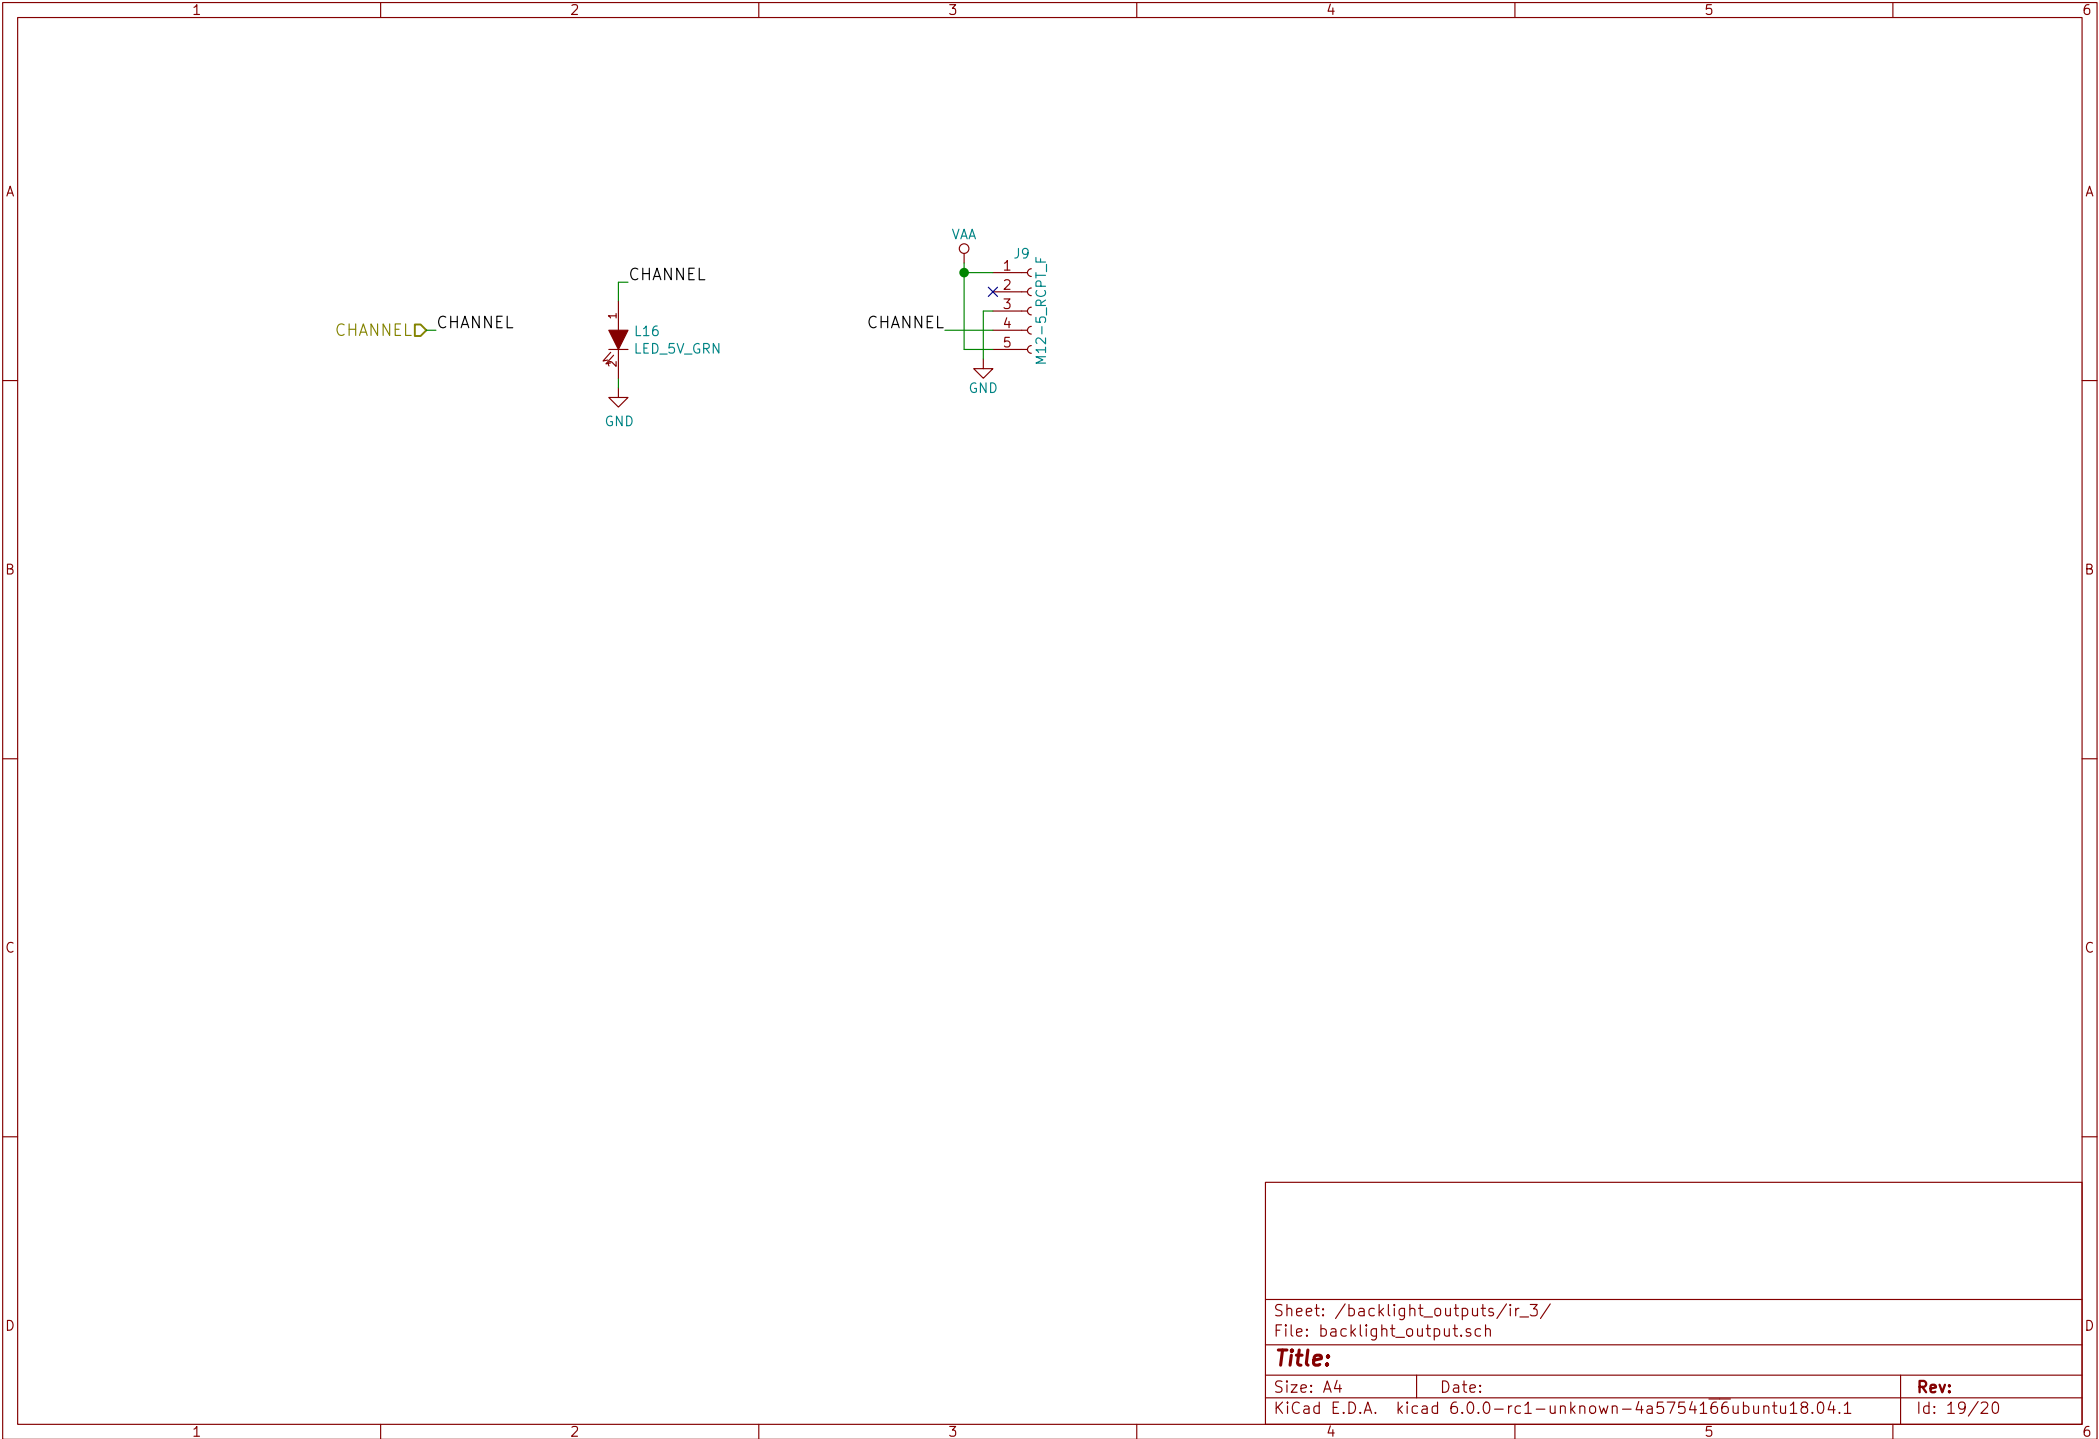 1 2 3 4 5 6
A A
VAA
J9
CHANNEL
1
2
3
4
5
M12-5_RCPT_F
CHANNEL
CHANNEL
CHANNEL
1
L16
LED_5V_GRN
2
GND
GND
B B
C C
D D
Sheet: /backlight_outputs/ir_3/
File: backlight_output.sch
Title:
Size: A4 Date: Rev:
KiCad E.D.A. kicad 6.0.0-rc1-unknown-4a5754166ubuntu18.04.1 Id: 19/20
1 2 3 4 5 6